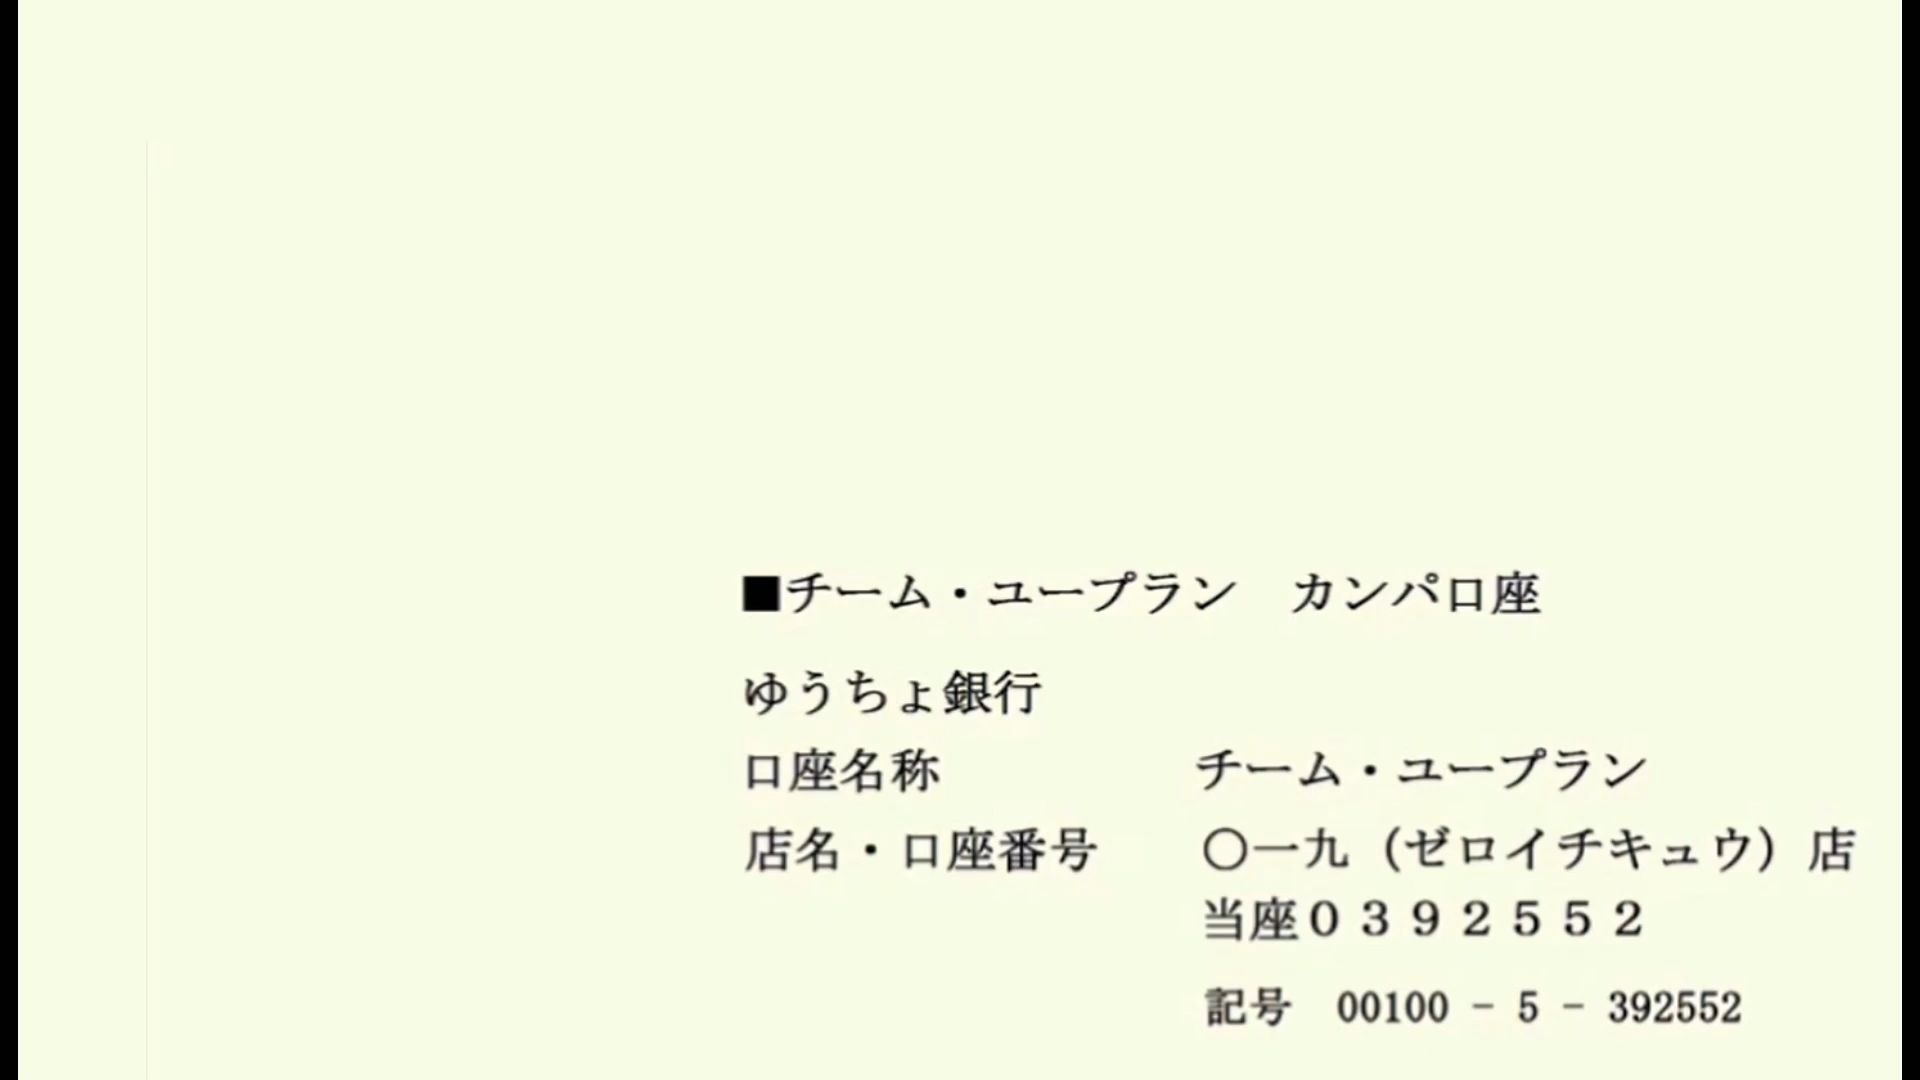 ■チーム・ユープラン　カンパ口座
ゆうちょ銀行
口座名称　チーム・ユープラン
店名・口座番号　〇一九（ゼロイチキュウ）店
当座０３９２５５２
記号　00100 − 5 − 392552